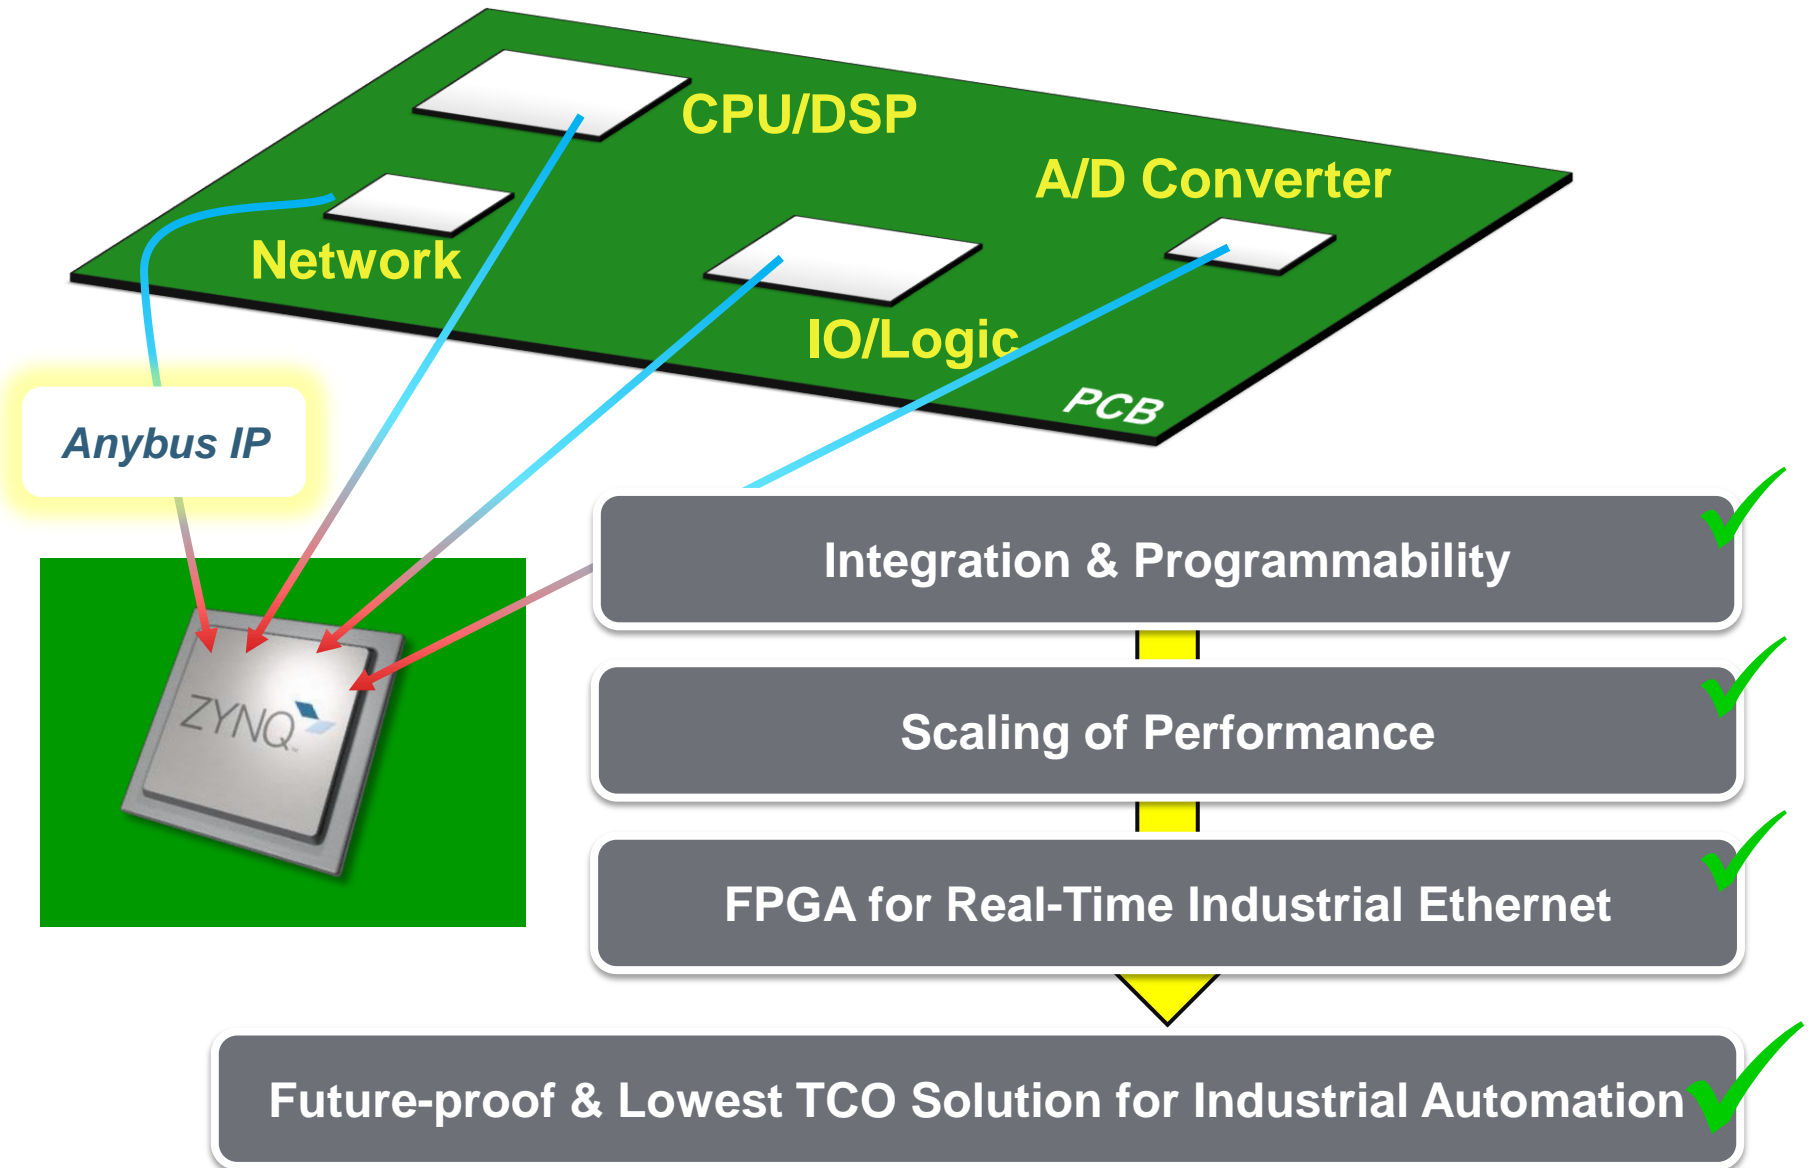 CPU/DSP
A/D Converter
Network
IO/Logic
PCB
Anybus IP
Integration & Programmability
ZYNQ™
Scaling of Performance
FPGA for Real-Time Industrial Ethernet
Future-proof & Lowest TCO Solution for Industrial Automation